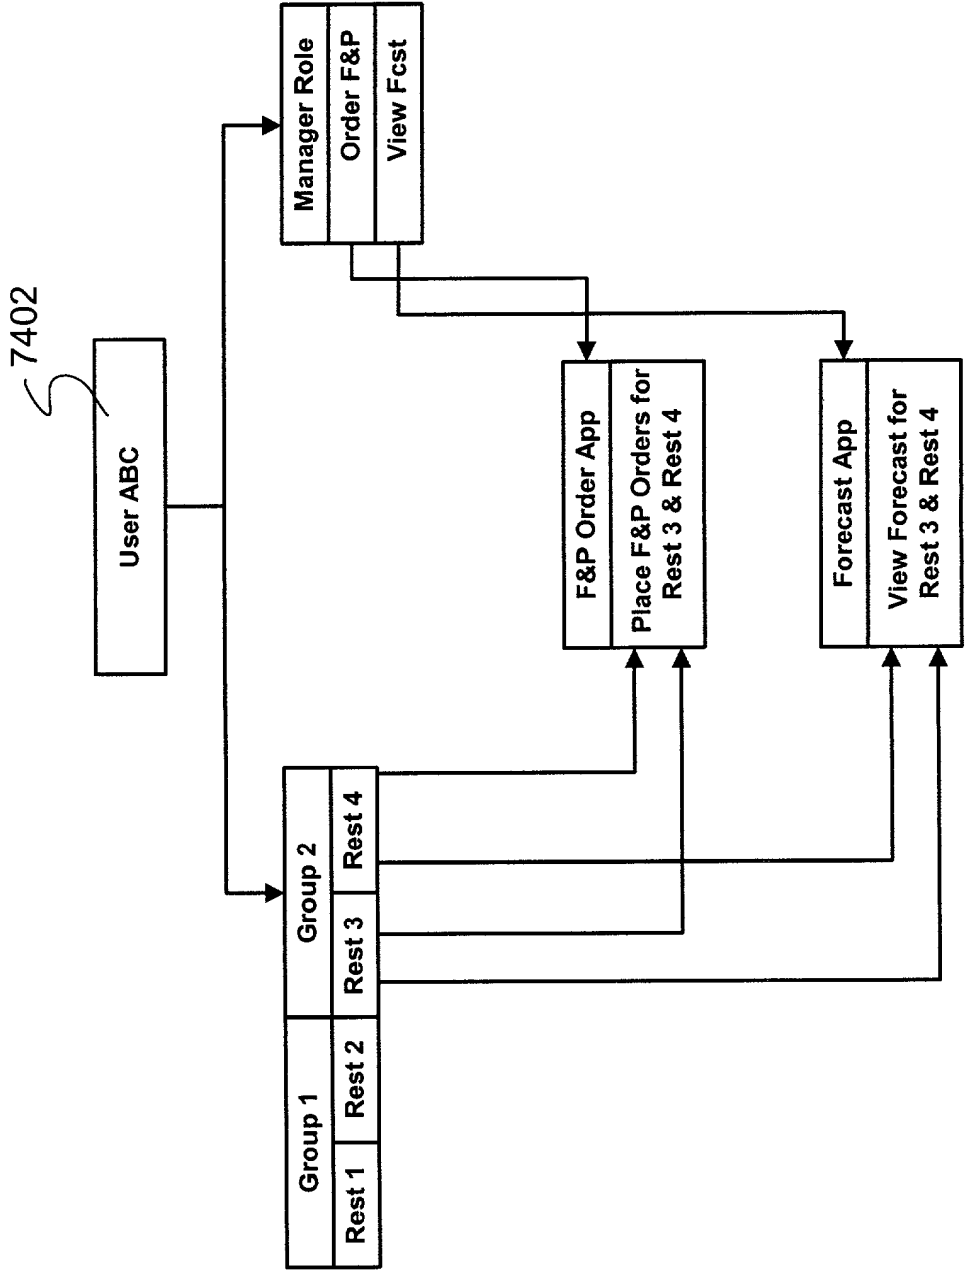 7402
User ABC
Group 1
Group 2
Rest 1
Rest 2
Rest 3
Rest 4
Manager Role
Order F&P
View Fcst
F&P Order App
Place F&P Orders for
Rest 3 & Rest 4
Forecast App
View Forecast for
Rest 3 & Rest 4